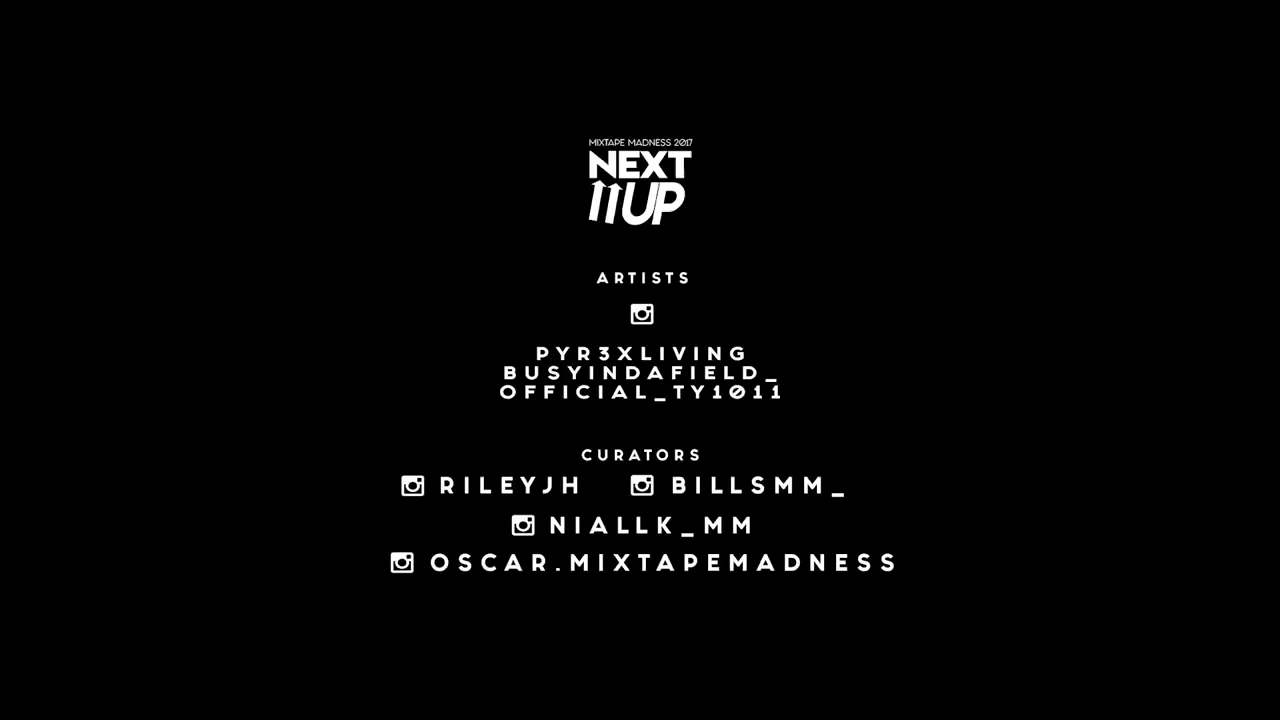 MIXTAPE MADNESS 2017
NEXT
UP
ARTISTS
PYR3XLIVING
BUSYINDAFIELD_
OFFICIAL_TY1011
CURATORS
RILEYJH BILLSMM_
NIALLK_MM
OSCAR.MIXTAPEMADNESS